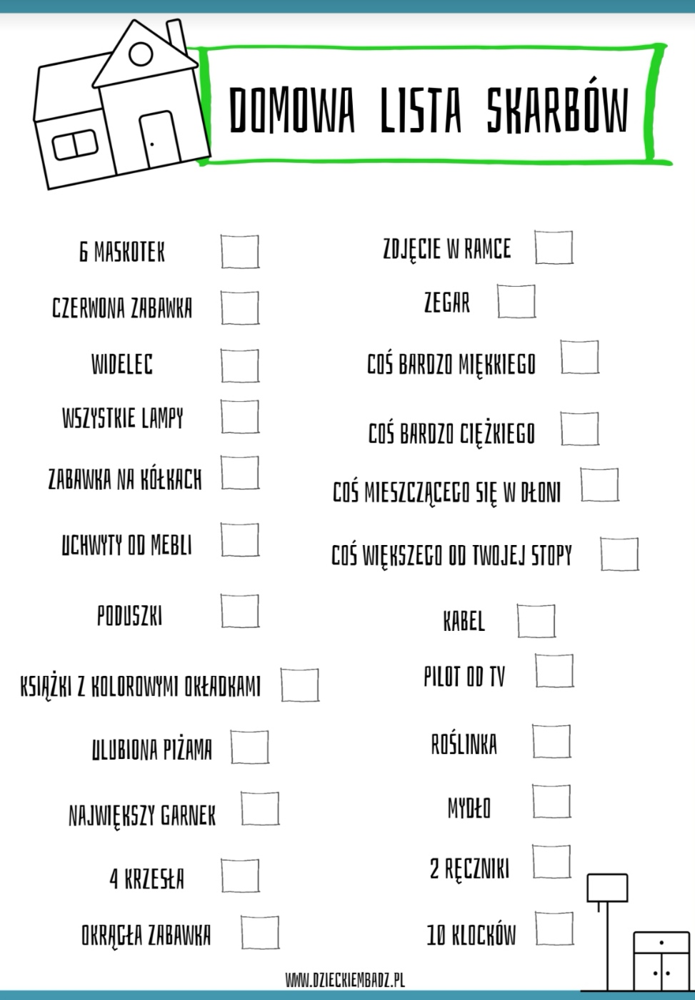 DOMOWA LISTA SKARBÓW
6 MASKOTEK
CZERWONA ZABAWKA
WIDELEC
WSZYSTKIE LAMPY
ZABAWKA NA KÓŁKACH
UCHWYTY OD MEBLI
PODUSZKI
KSIĄŻKI Z KOLOROWYMI OKŁADKAMI
ULUBIONA PIŻAMA
NAJWIĘKSZY GARNEK
4 KRZESŁA
OKRĄGŁA ZABAWKA
ZDJĘCIE W RAMCE
ZEGAR
COŚ BARDZO MIĘKKIEGO
COŚ BARDZO CIĘŻKIEGO
COŚ MIESZCZĄCEGO SIĘ W DŁONI
COŚ WIĘKSZEGO OD TWOJEJ STOPY
KABEL
PILOT OD TV
ROŚLINKA
MYDŁO
2 RĘCZNIKI
10 KLOCKÓW
WWW.DZIECKIEMBADZ.PL